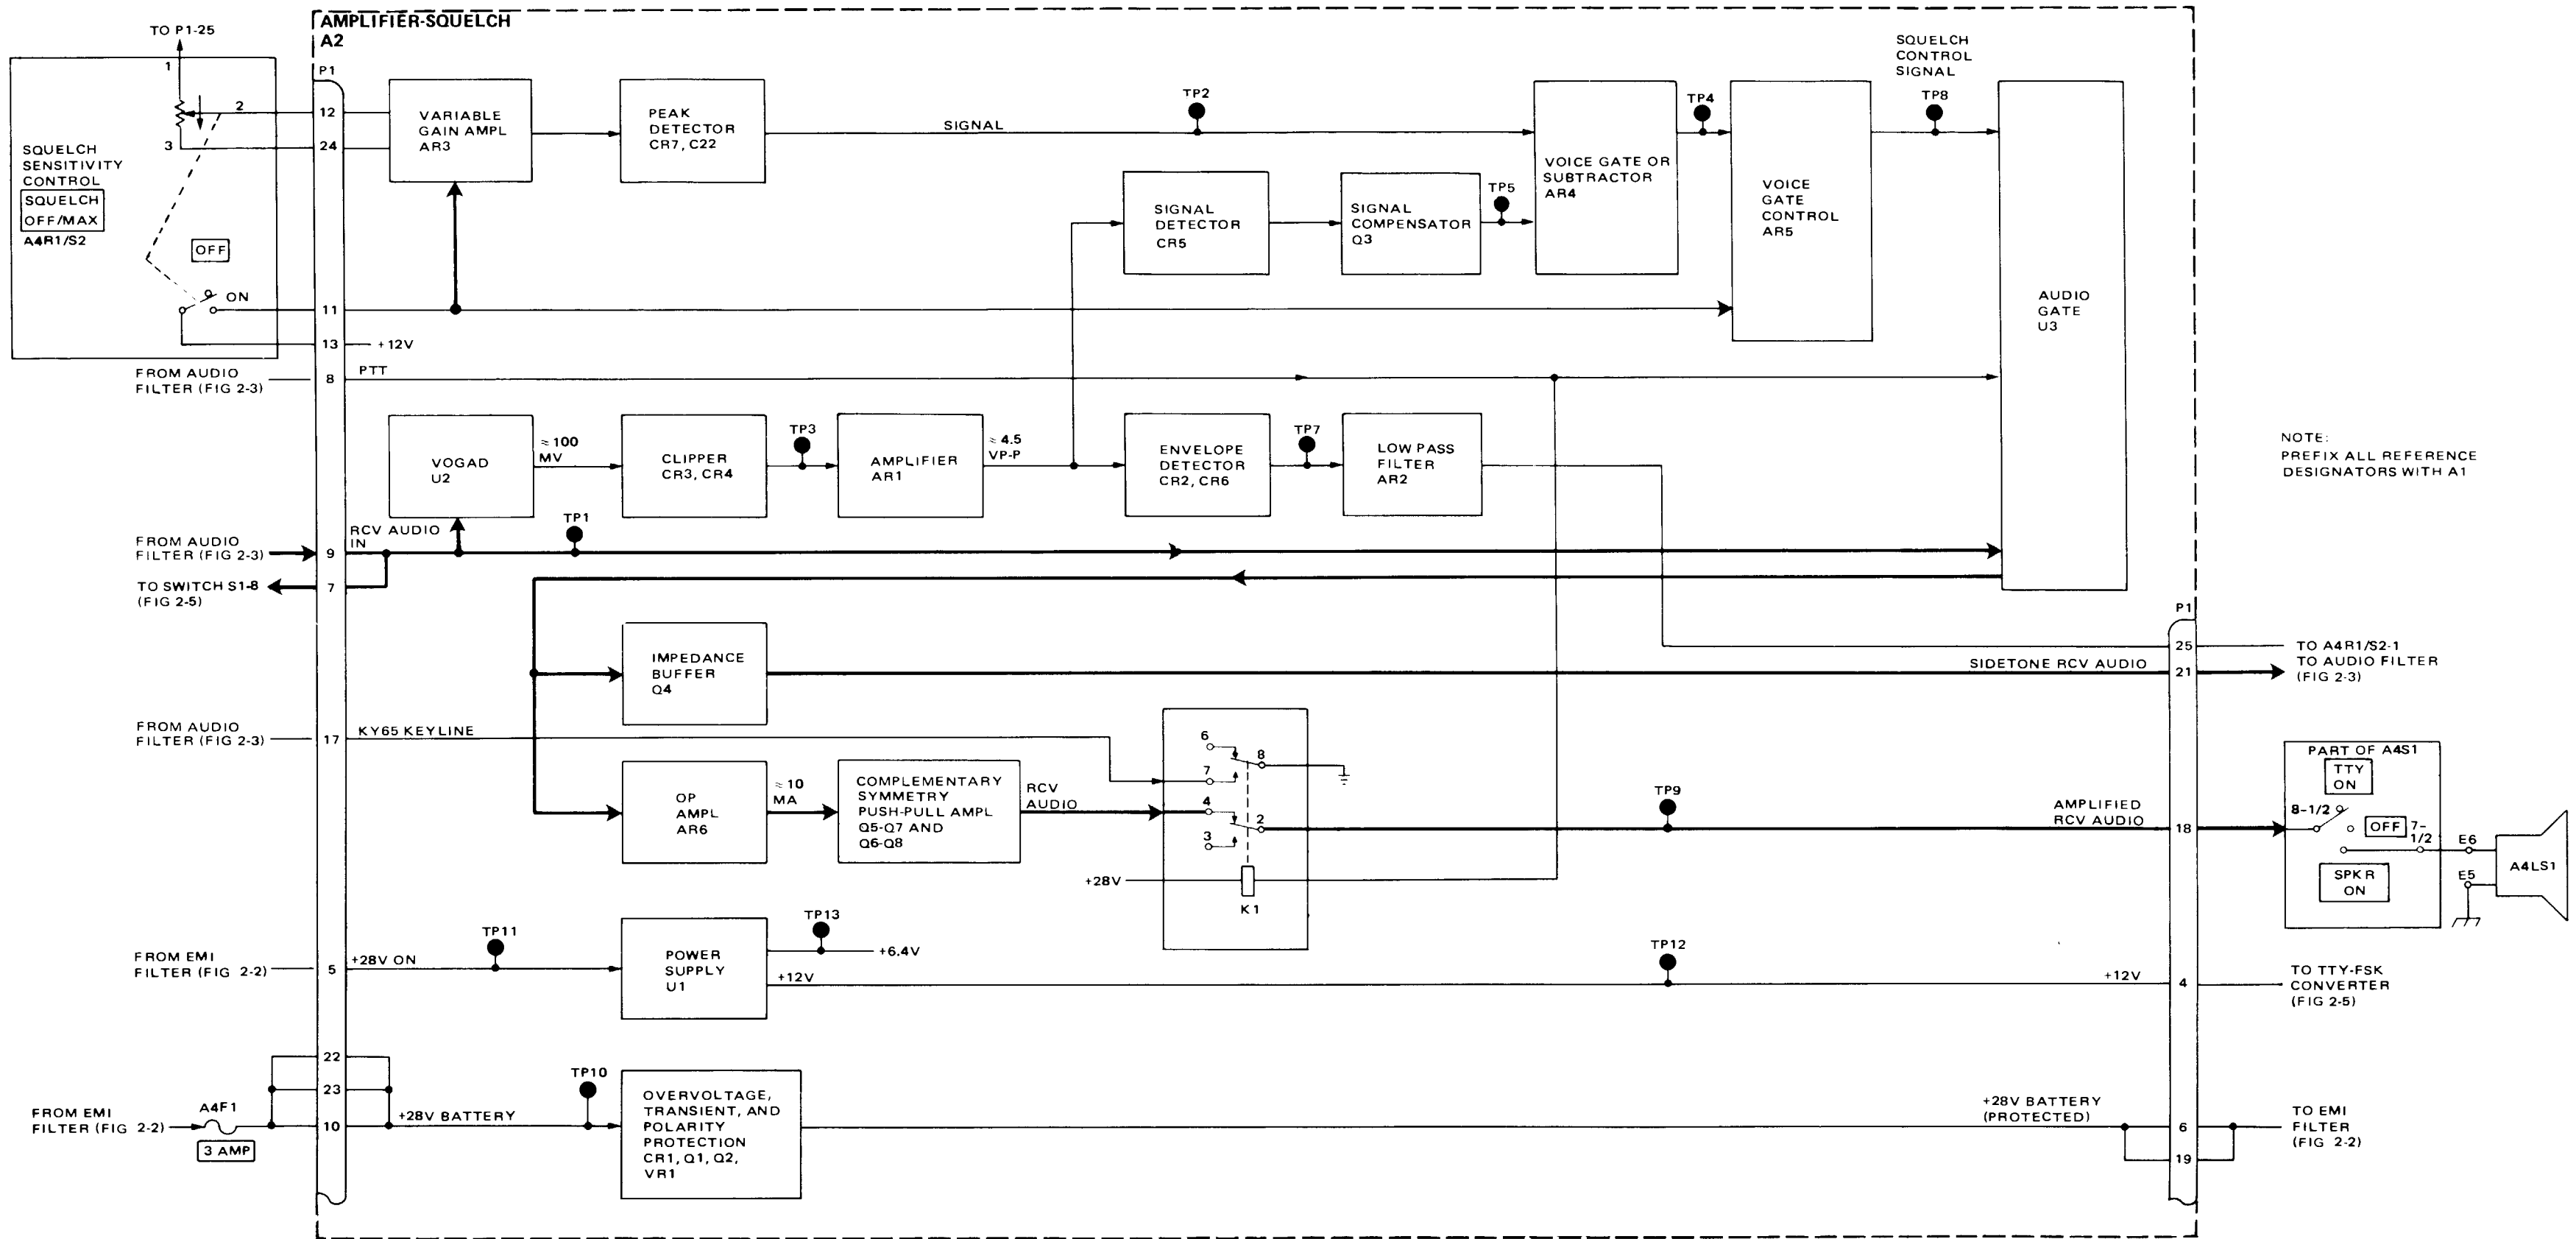 AMPLIFIER-SQUELCH
A2
TO P1-25
1
2
3
SQUELCH
SENSITIVITY
CONTROL
SQUELCH
OFF/MAX
A4R1/S2
OFF
ON
P1
12
24
11
13
+12V
VARIABLE
GAIN AMPL
AR3
PEAK
DETECTOR
CR7, C22
SIGNAL
TP2
SIGNAL
DETECTOR
CR5
SIGNAL
COMPENSATOR
Q3
TP5
VOICE GATE OR
SUBTRACTOR
AR4
TP4
VOICE
GATE
CONTROL
AR5
SQUELCH
CONTROL
SIGNAL
TP8
AUDIO
GATE
U3
FROM AUDIO
FILTER (FIG 2-3)
8
PTT
VOGAD
U2
≈ 100
MV
CLIPPER
CR3, CR4
TP3
AMPLIFIER
AR1
≈ 4.5
VP-P
ENVELOPE
DETECTOR
CR2, CR6
TP7
LOW PASS
FILTER
AR2
NOTE:
PREFIX ALL REFERENCE
DESIGNATORS WITH A1
FROM AUDIO
FILTER (FIG 2-3)
9
RCV AUDIO
IN
TP1
TO SWITCH S1-8
(FIG 2-5)
7
P1
IMPEDANCE
BUFFER
Q4
SIDETONE RCV AUDIO
25
21
TO A4R1/S2-1
TO AUDIO FILTER
(FIG 2-3)
FROM AUDIO
FILTER (FIG 2-3)
17
KY65 KEYLINE
OP
AMPL
AR6
≈ 10
MA
COMPLEMENTARY
SYMMETRY
PUSH-PULL AMPL
Q5-Q7 AND
Q6-Q8
RCV
AUDIO
6
8
7
4
2
3
+28V
K1
TP9
AMPLIFIED
RCV AUDIO
18
PART OF A4S1
TTY
ON
8-1/2
OFF
7-
1/2
SPKR
ON
E6
E5
A4LS1
FROM EMI
FILTER (FIG 2-2)
5
+28V ON
TP11
POWER
SUPPLY
U1
TP13
+6.4V
+12V
TP12
+12V
4
TO TTY-FSK
CONVERTER
(FIG 2-5)
22
23
10
FROM EMI
FILTER (FIG 2-2)
A4F1
3 AMP
+28V BATTERY
TP10
OVERVOLTAGE,
TRANSIENT, AND
POLARITY
PROTECTION
CR1, Q1, Q2,
VR1
+28V BATTERY
(PROTECTED)
6
19
TO EMI
FILTER
(FIG 2-2)